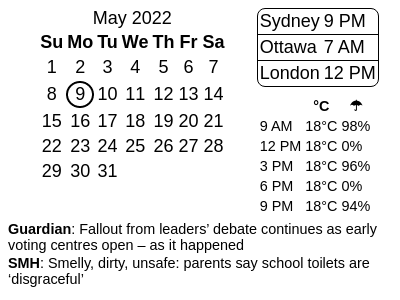 May 2022
Su Mo Tu We Th Fr Sa
1 2 3 4 5 6 7
8 9 10 11 12 13 14
15 16 17 18 19 20 21
22 23 24 25 26 27 28
29 30 31
Sydney 9 PM
Ottawa 7 AM
London 12 PM
°C ☂
9 AM 18°C 98%
12 PM 18°C 0%
3 PM 18°C 96%
6 PM 18°C 0%
9 PM 18°C 94%
Guardian: Fallout from leaders’ debate continues as early
voting centres open – as it happened
SMH: Smelly, dirty, unsafe: parents say school toilets are
‘disgraceful’